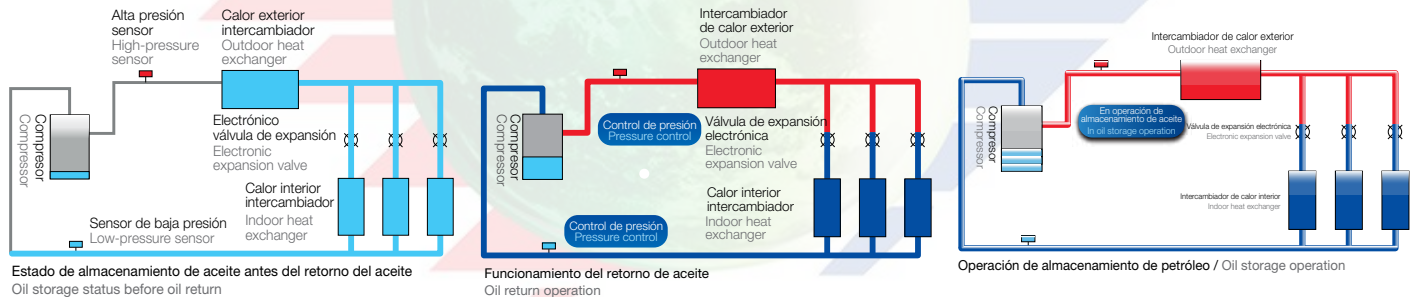 Alta presión
sensor
High-pressure
sensor
Calor exterior
intercambiador
Outdoor heat
exchanger
Compresor
Compressor
Electrónico
válvula de expansión
Electronic
expansion valve
Calor interior
intercambiador
Indoor heat
exchanger
Sensor de baja presión
Low-pressure sensor
Estado de almacenamiento de aceite antes del retorno del aceite
Oil storage status before oil return
Intercambiador
de calor exterior
Outdoor heat
exchanger
Compresor
Compressor
Control de presión
Pressure control
Válvula de expansión
electrónica
Electronic
expansion valve
Calor interior
intercambiador
Indoor heat
exchanger
Control de presión
Pressure control
Funcionamiento del retorno de aceite
Oil return operation
Intercambiador de calor exterior
Outdoor heat exchanger
Compresor
Compressor
En operación de
almacenamiento de aceite
In oil storage operation
Válvula de expansión electrónica
Electronic expansion valve
Intercambiador de calor interior
Indoor heat exchanger
Operación de almacenamiento de petróleo / Oil storage operation